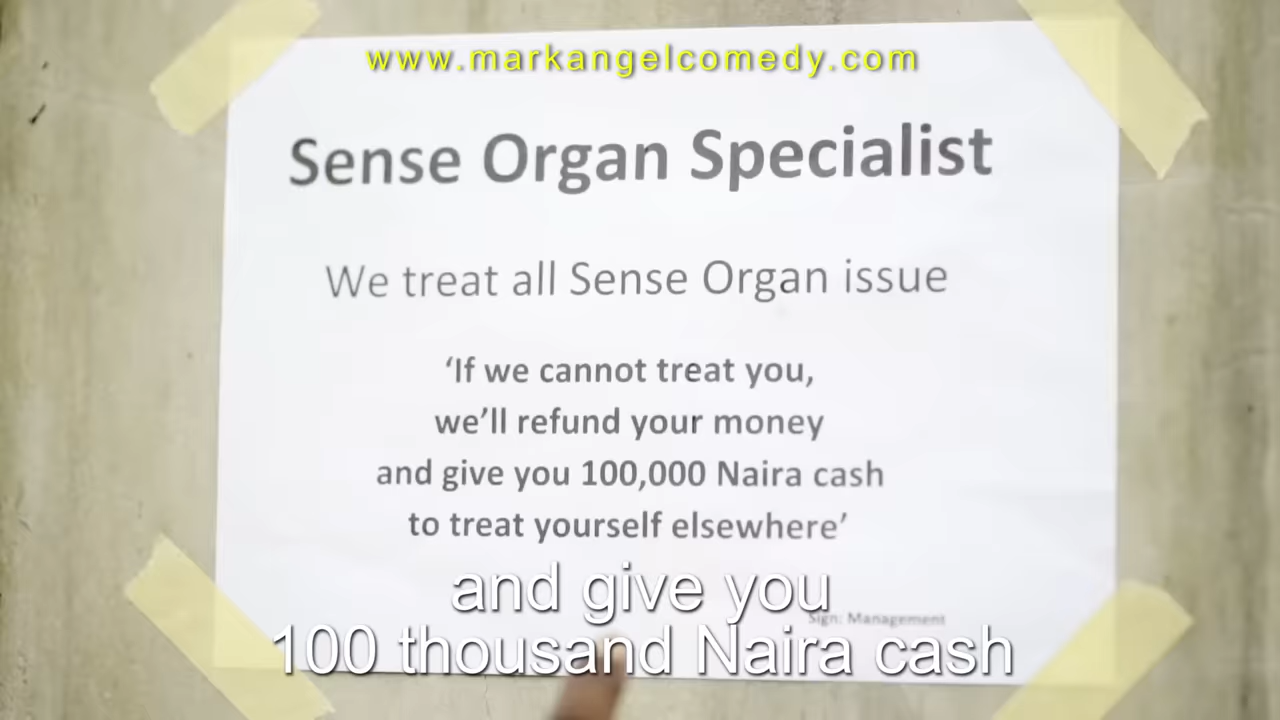 www.markangelcomedy.com
Sense Organ Specialist
We treat all Sense Organ issue
‘If we cannot treat you,
we’ll refund your money
and give you 100,000 Naira cash
to treat yourself elsewhere’
Sign: Management
and give you
100 thousand Naira cash